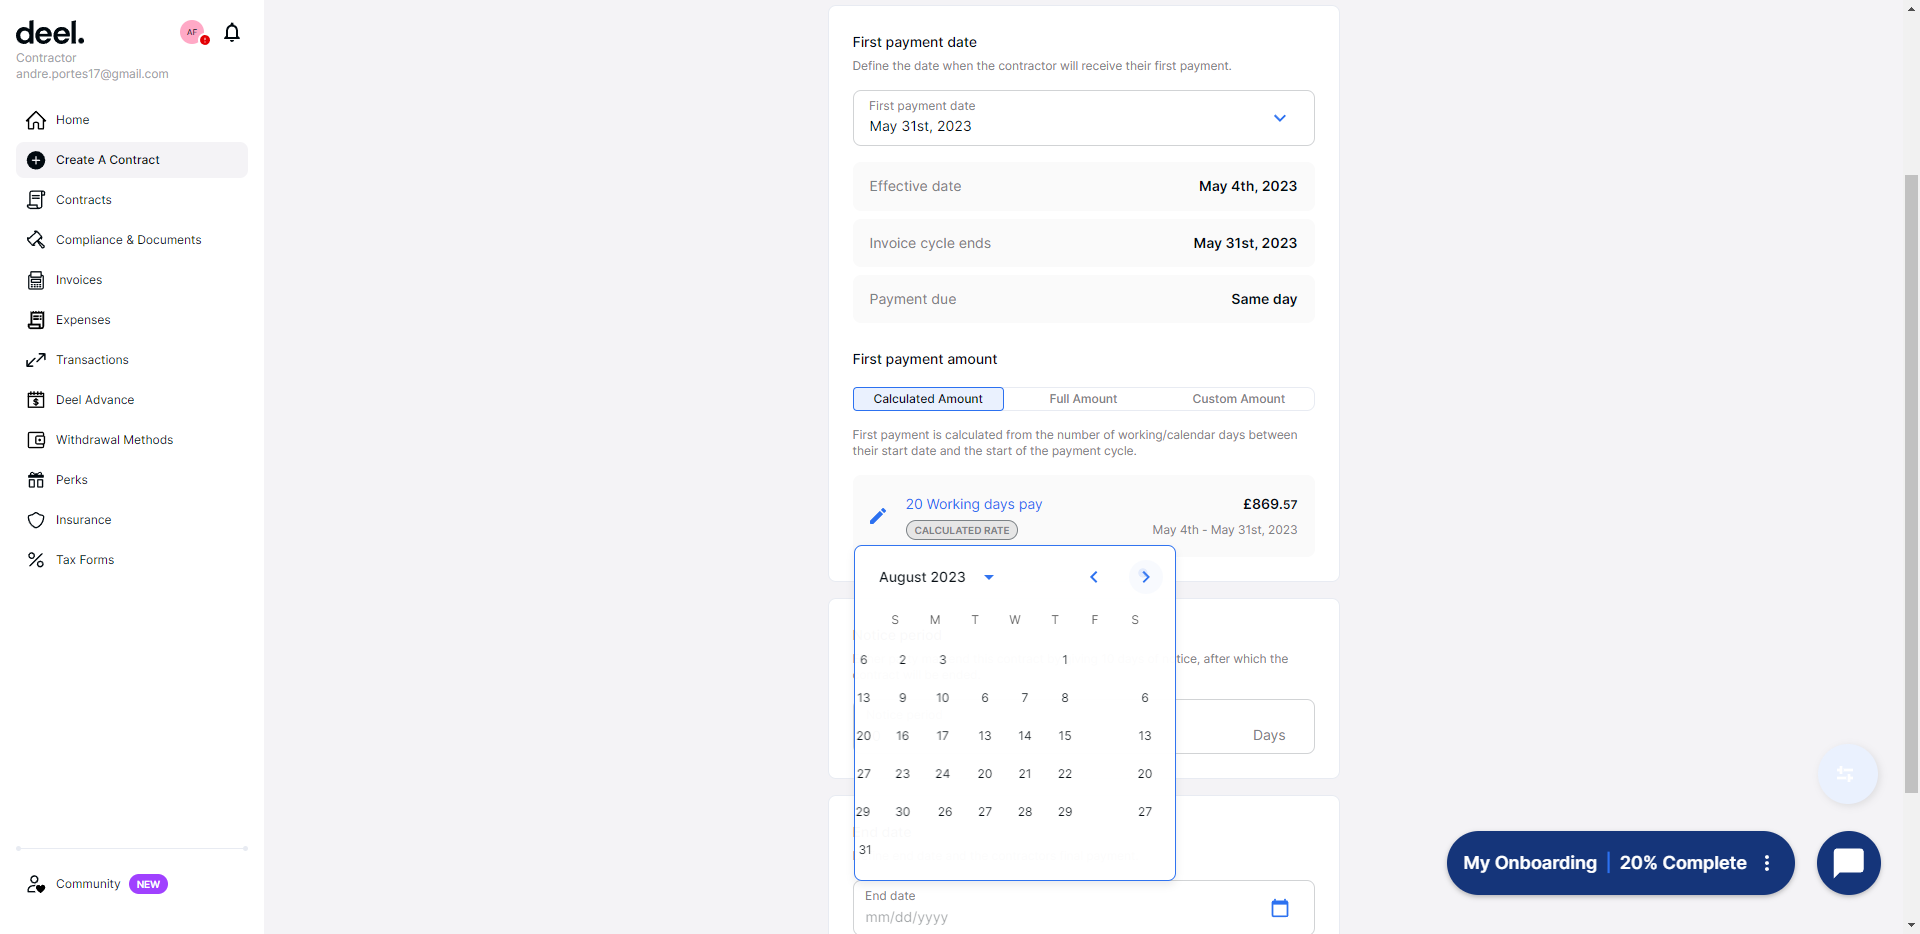 deel.
AF
Contractor
andre.portes17@gmail.com
Home
Create A Contract
Contracts
Compliance & Documents
Invoices
Expenses
Transactions
Deel Advance
Withdrawal Methods
Perks
Insurance
Tax Forms
Community NEW
First payment date
Define the date when the contractor will receive their first payment.
First payment date
May 31st, 2023
Effective date May 4th, 2023
Invoice cycle ends May 31st, 2023
Payment due Same day
First payment amount
Calculated Amount Full Amount Custom Amount
First payment is calculated from the number of working/calendar days between
their start date and the start of the payment cycle.
20 Working days pay £869.57
CALCULATED RATE May 4th - May 31st, 2023
August 2023
S M T W T F S
6 2 3 1
13 9 10 6 7 8 6
20 16 17 13 14 15 13
27 23 24 20 21 22 20
29 30 26 27 28 29 27
31
tice, after which the
Days
End date
mm/dd/yyyy
My Onboarding 20% Complete